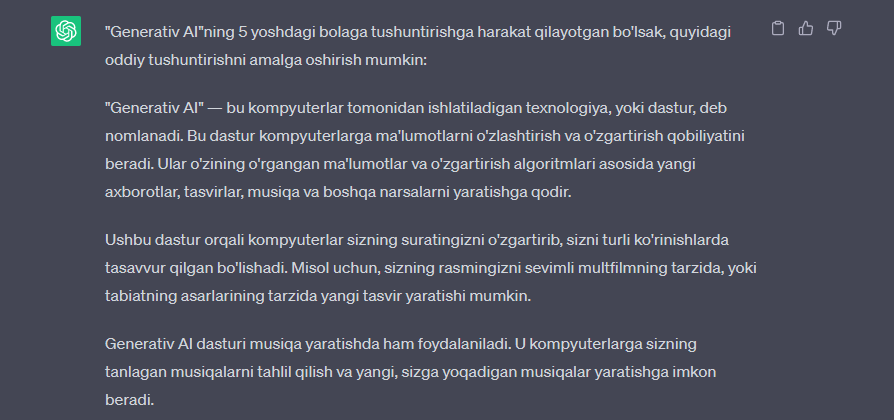 "Generativ AI"ning 5 yoshdagi bolaga tushuntirishga harakat qilayotgan bo'lsak, quyidagi
oddiy tushuntirishni amalga oshirish mumkin:
"Generativ AI" — bu kompyuterlar tomonidan ishlatiladigan texnologiya, yoki dastur, deb
nomlanadi. Bu dastur kompyuterlarga ma'lumotlarni o'zlashtirish va o'zgartirish qobiliyatini
beradi. Ular o'zining o'rgangan ma'lumotlar va o'zgartirish algoritmlari asosida yangi
axborotlar, tasvirlar, musiqa va boshqa narsalarni yaratishga qodir.
Ushbu dastur orqali kompyuterlar sizning suratingizni o'zgartirib, sizni turli ko'rinishlarda
tasavvur qilgan bo'lishadi. Misol uchun, sizning rasmingizni sevimli multfilmning tarzida, yoki
tabiatning asarlarining tarzida yangi tasvir yaratishi mumkin.
Generativ AI dasturi musiqa yaratishda ham foydalaniladi. U kompyuterlarga sizning
tanlagan musiqalarni tahlil qilish va yangi, sizga yoqadigan musiqalar yaratishga imkon
beradi.